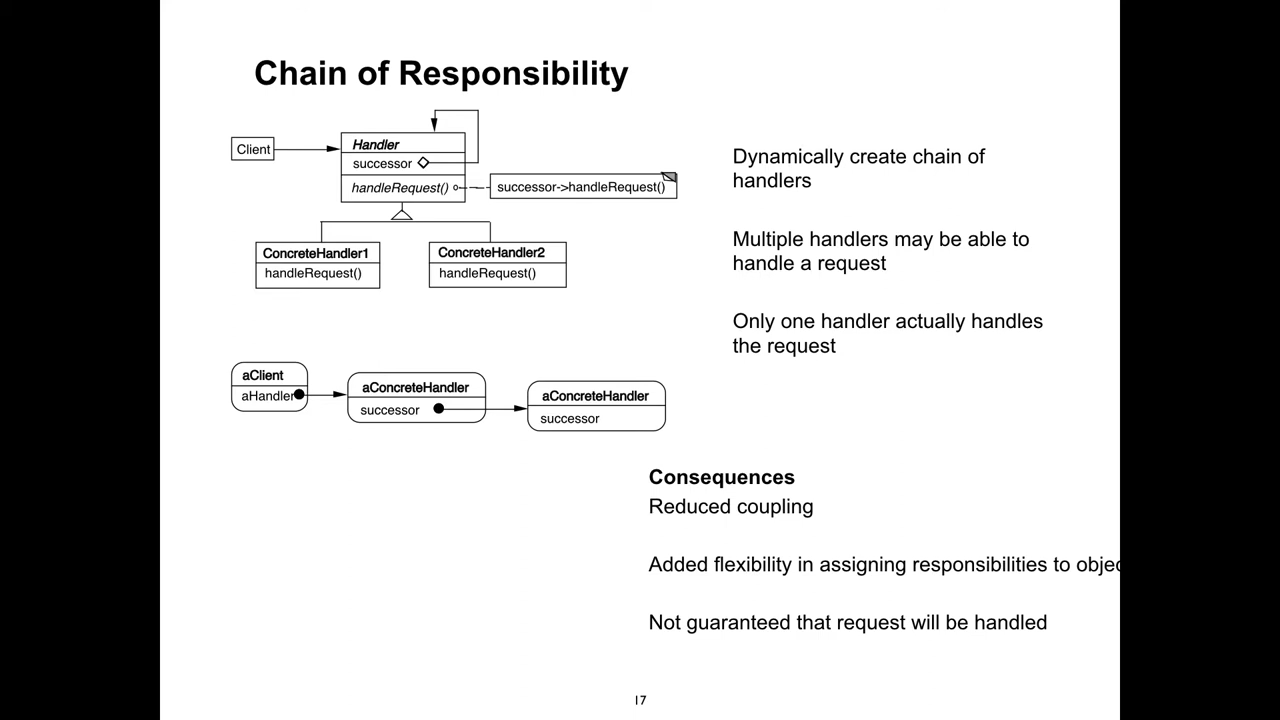 Chain of Responsibility
Client
Handler
successor
handleRequest()
successor->handleRequest()
ConcreteHandler1
handleRequest()
ConcreteHandler2
handleRequest()
Dynamically create chain of
handlers
Multiple handlers may be able to
handle a request
Only one handler actually handles
the request
aClient
aHandler
aConcreteHandler
successor
aConcreteHandler
successor
Consequences
Reduced coupling
Added flexibility in assigning responsibilities to objec
Not guaranteed that request will be handled
17